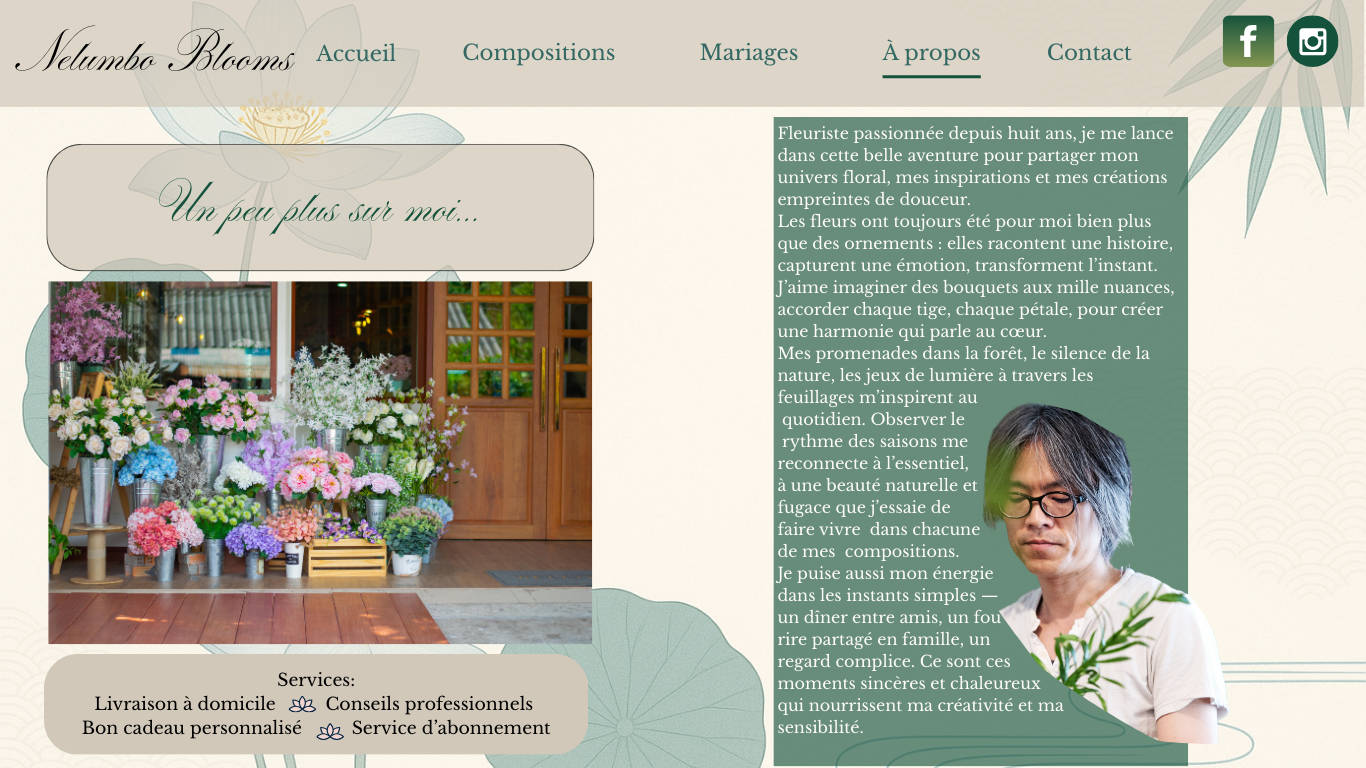 Nelumbo Blooms
Accueil
Compositions
Mariages
À propos
Contact
Un peu plus sur moi...
Fleuriste passionnée depuis huit ans, je me lance
dans cette belle aventure pour partager mon
univers floral, mes inspirations et mes créations
empreintes de douceur.
Les fleurs ont toujours été pour moi bien plus
que des ornements : elles racontent une histoire,
capturent une émotion, transforment l’instant.
J’aime imaginer des bouquets aux mille nuances,
accorder chaque tige, chaque pétale, pour créer
une harmonie qui parle au cœur.
Mes promenades dans la forêt, le silence de la
nature, les jeux de lumière à travers les
feuillages m’inspirent au
quotidien. Observer le
rythme des saisons me
reconnecte à l’essentiel,
à une beauté naturelle et
fugace que j’essaie de
faire vivre dans chacune
de mes compositions.
Je puise aussi mon énergie
dans les instants simples —
un dîner entre amis, un fou
rire partagé en famille, un
regard complice. Ce sont ces
moments sincères et chaleureux
qui nourrissent ma créativité et ma
sensibilité.
Services:
Livraison à domicile Conseils professionnels
Bon cadeau personnalisé Service d’abonnement